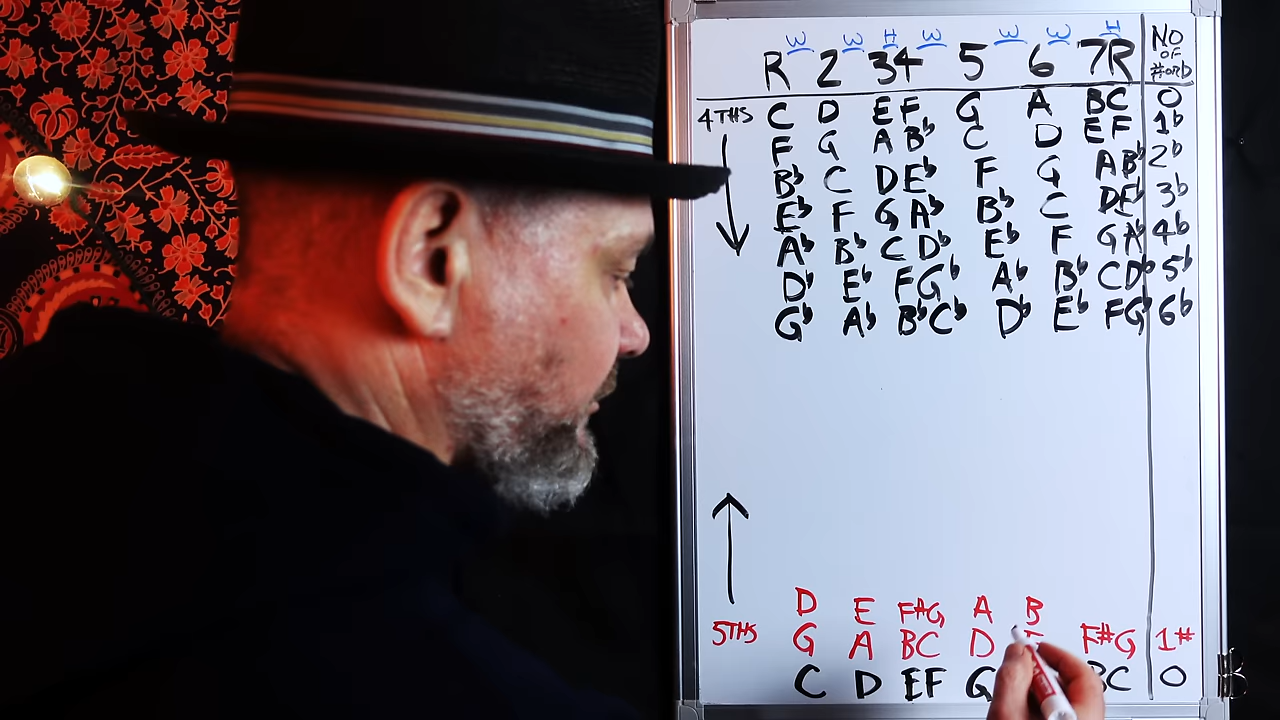 W W H W W W H
R 2 3 4 5 6 7 R NO OF # OR b
4THS C D E F G A B C 0
F G A B♭ C D E F 1♭
B♭ C D E♭ F G A B♭ 2♭
E♭ F G A♭ B♭ C D E♭ 3♭
A♭ B♭ C D♭ E♭ F G A♭ 4♭
D♭ E♭ F G♭ A♭ B♭ C D♭ 5♭
G♭ A♭ B♭ C♭ D♭ E♭ F G♭ 6♭
D E F# G A B
5THS G A B C D F# G 1#
C D E F G B C 0